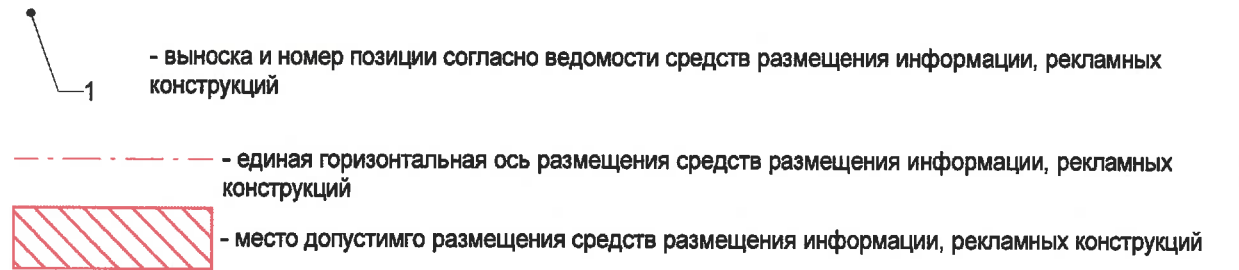 - выноска и номер позиции согласно ведомости средств размещения информации, рекламных
1 конструкций
- единая горизонтальная ось размещения средств размещения информации, рекламных
конструкций
- место допустимго размещения средств размещения информации, рекламных конструкций